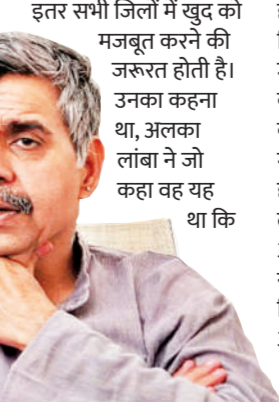 इतर सभी जिलों में खुद को
मजबूत करने की
जरूरत होती है।
उनका कहना
था, अलका
लांबा ने जो
कहा वह यह
था कि